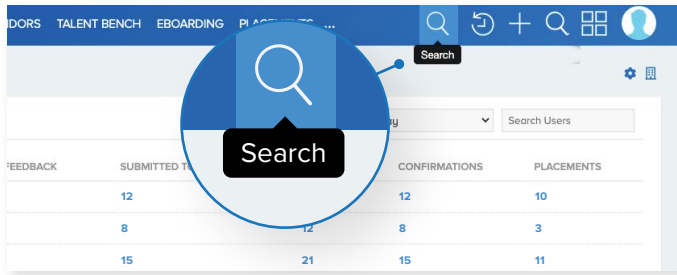 TALENT BENCH EBOARDING
Search
Search
Search Users
FEEDBACK SUBMITTED CONFIRMATIONS PLACEMENTS
12 12 10
8 12 8 3
15 21 15 11